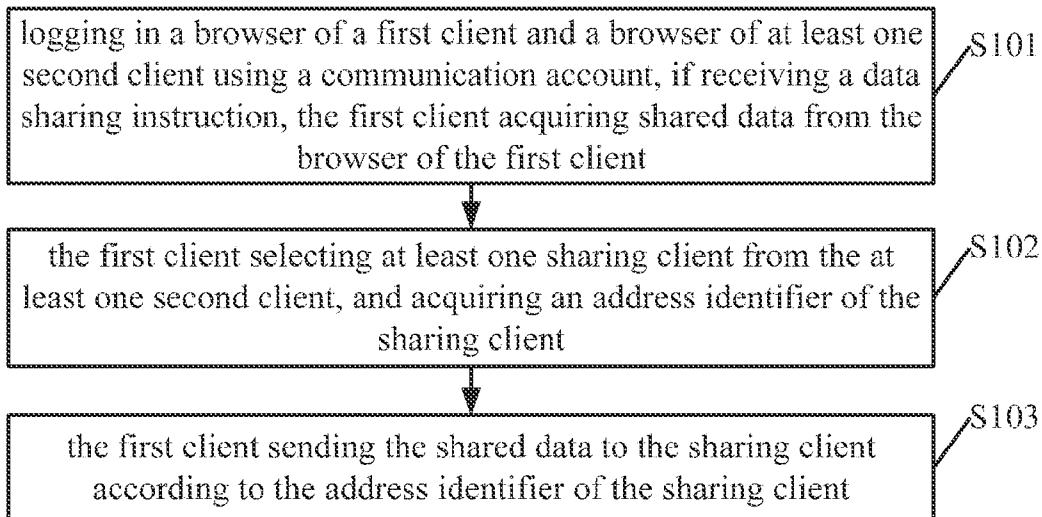 logging in a browser of a first client and a browser of at least one
second client using a communication account, if receiving a data
sharing instruction, the first client acquiring shared data from the
browser of the first client
S101
the first client selecting at least one sharing client from the at
least one second client, and acquiring an address identifier of the
sharing client
S102
the first client sending the shared data to the sharing client
according to the address identifier of the sharing client
S103